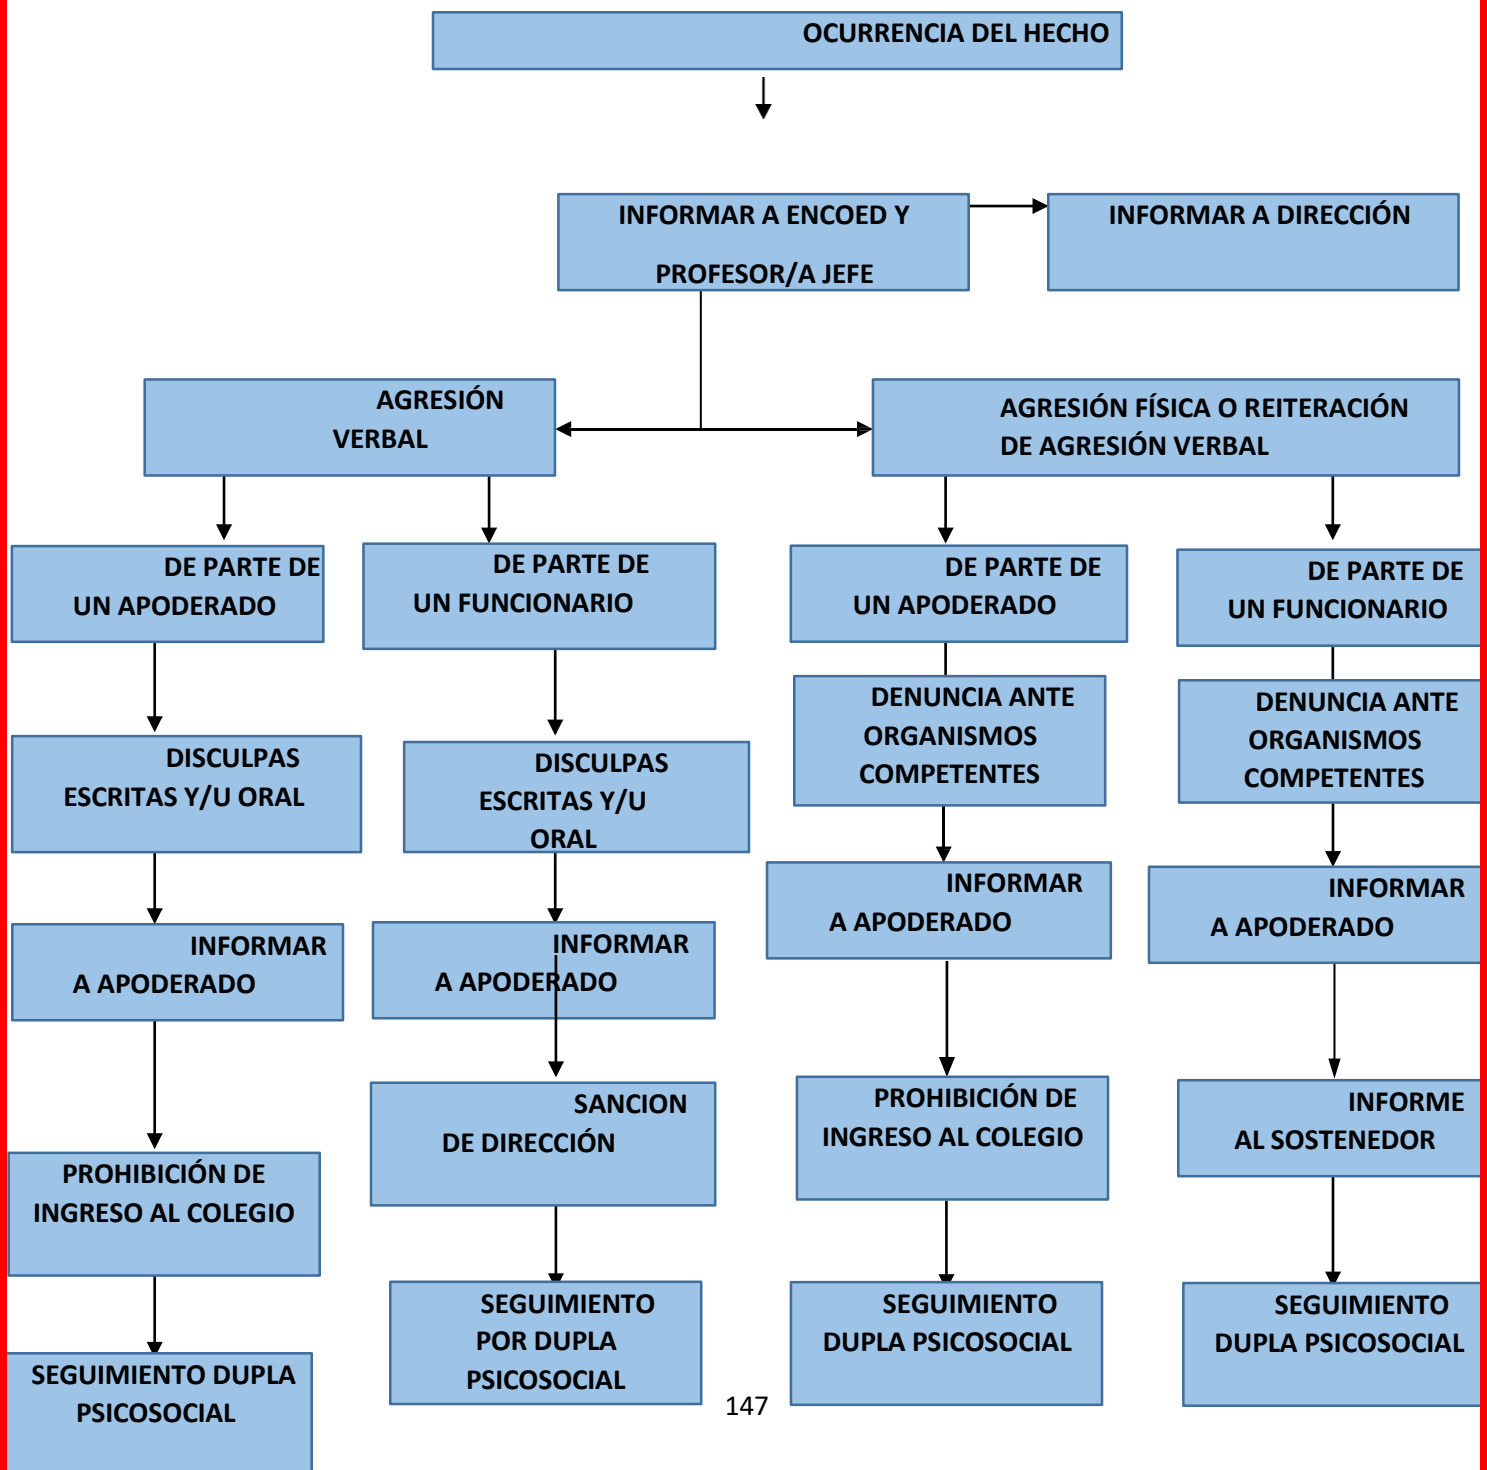 OCURRENCIA DEL HECHO
INFORMAR A ENCOED Y
PROFESOR/A JEFE
INFORMAR A DIRECCIÓN
AGRESIÓN
VERBAL
AGRESIÓN FÍSICA O REITERACIÓN
DE AGRESIÓN VERBAL
DE PARTE DE
UN APODERADO
DE PARTE DE
UN FUNCIONARIO
DE PARTE DE
UN APODERADO
DE PARTE DE
UN FUNCIONARIO
DISCULPAS
ESCRITAS Y/U ORAL
DISCULPAS
ESCRITAS Y/U
ORAL
DENUNCIA ANTE
ORGANISMOS
COMPETENTES
DENUNCIA ANTE
ORGANISMOS
COMPETENTES
INFORMAR
A APODERADO
INFORMAR
A APODERADO
INFORMAR
A APODERADO
INFORMAR
A APODERADO
PROHIBICIÓN DE
INGRESO AL COLEGIO
SANCION
DE DIRECCIÓN
PROHIBICIÓN DE
INGRESO AL COLEGIO
INFORME
AL SOSTENEDOR
SEGUIMIENTO DUPLA
PSICOSOCIAL
SEGUIMIENTO
POR DUPLA
PSICOSOCIAL
SEGUIMIENTO
DUPLA PSICOSOCIAL
SEGUIMIENTO
DUPLA PSICOSOCIAL
147